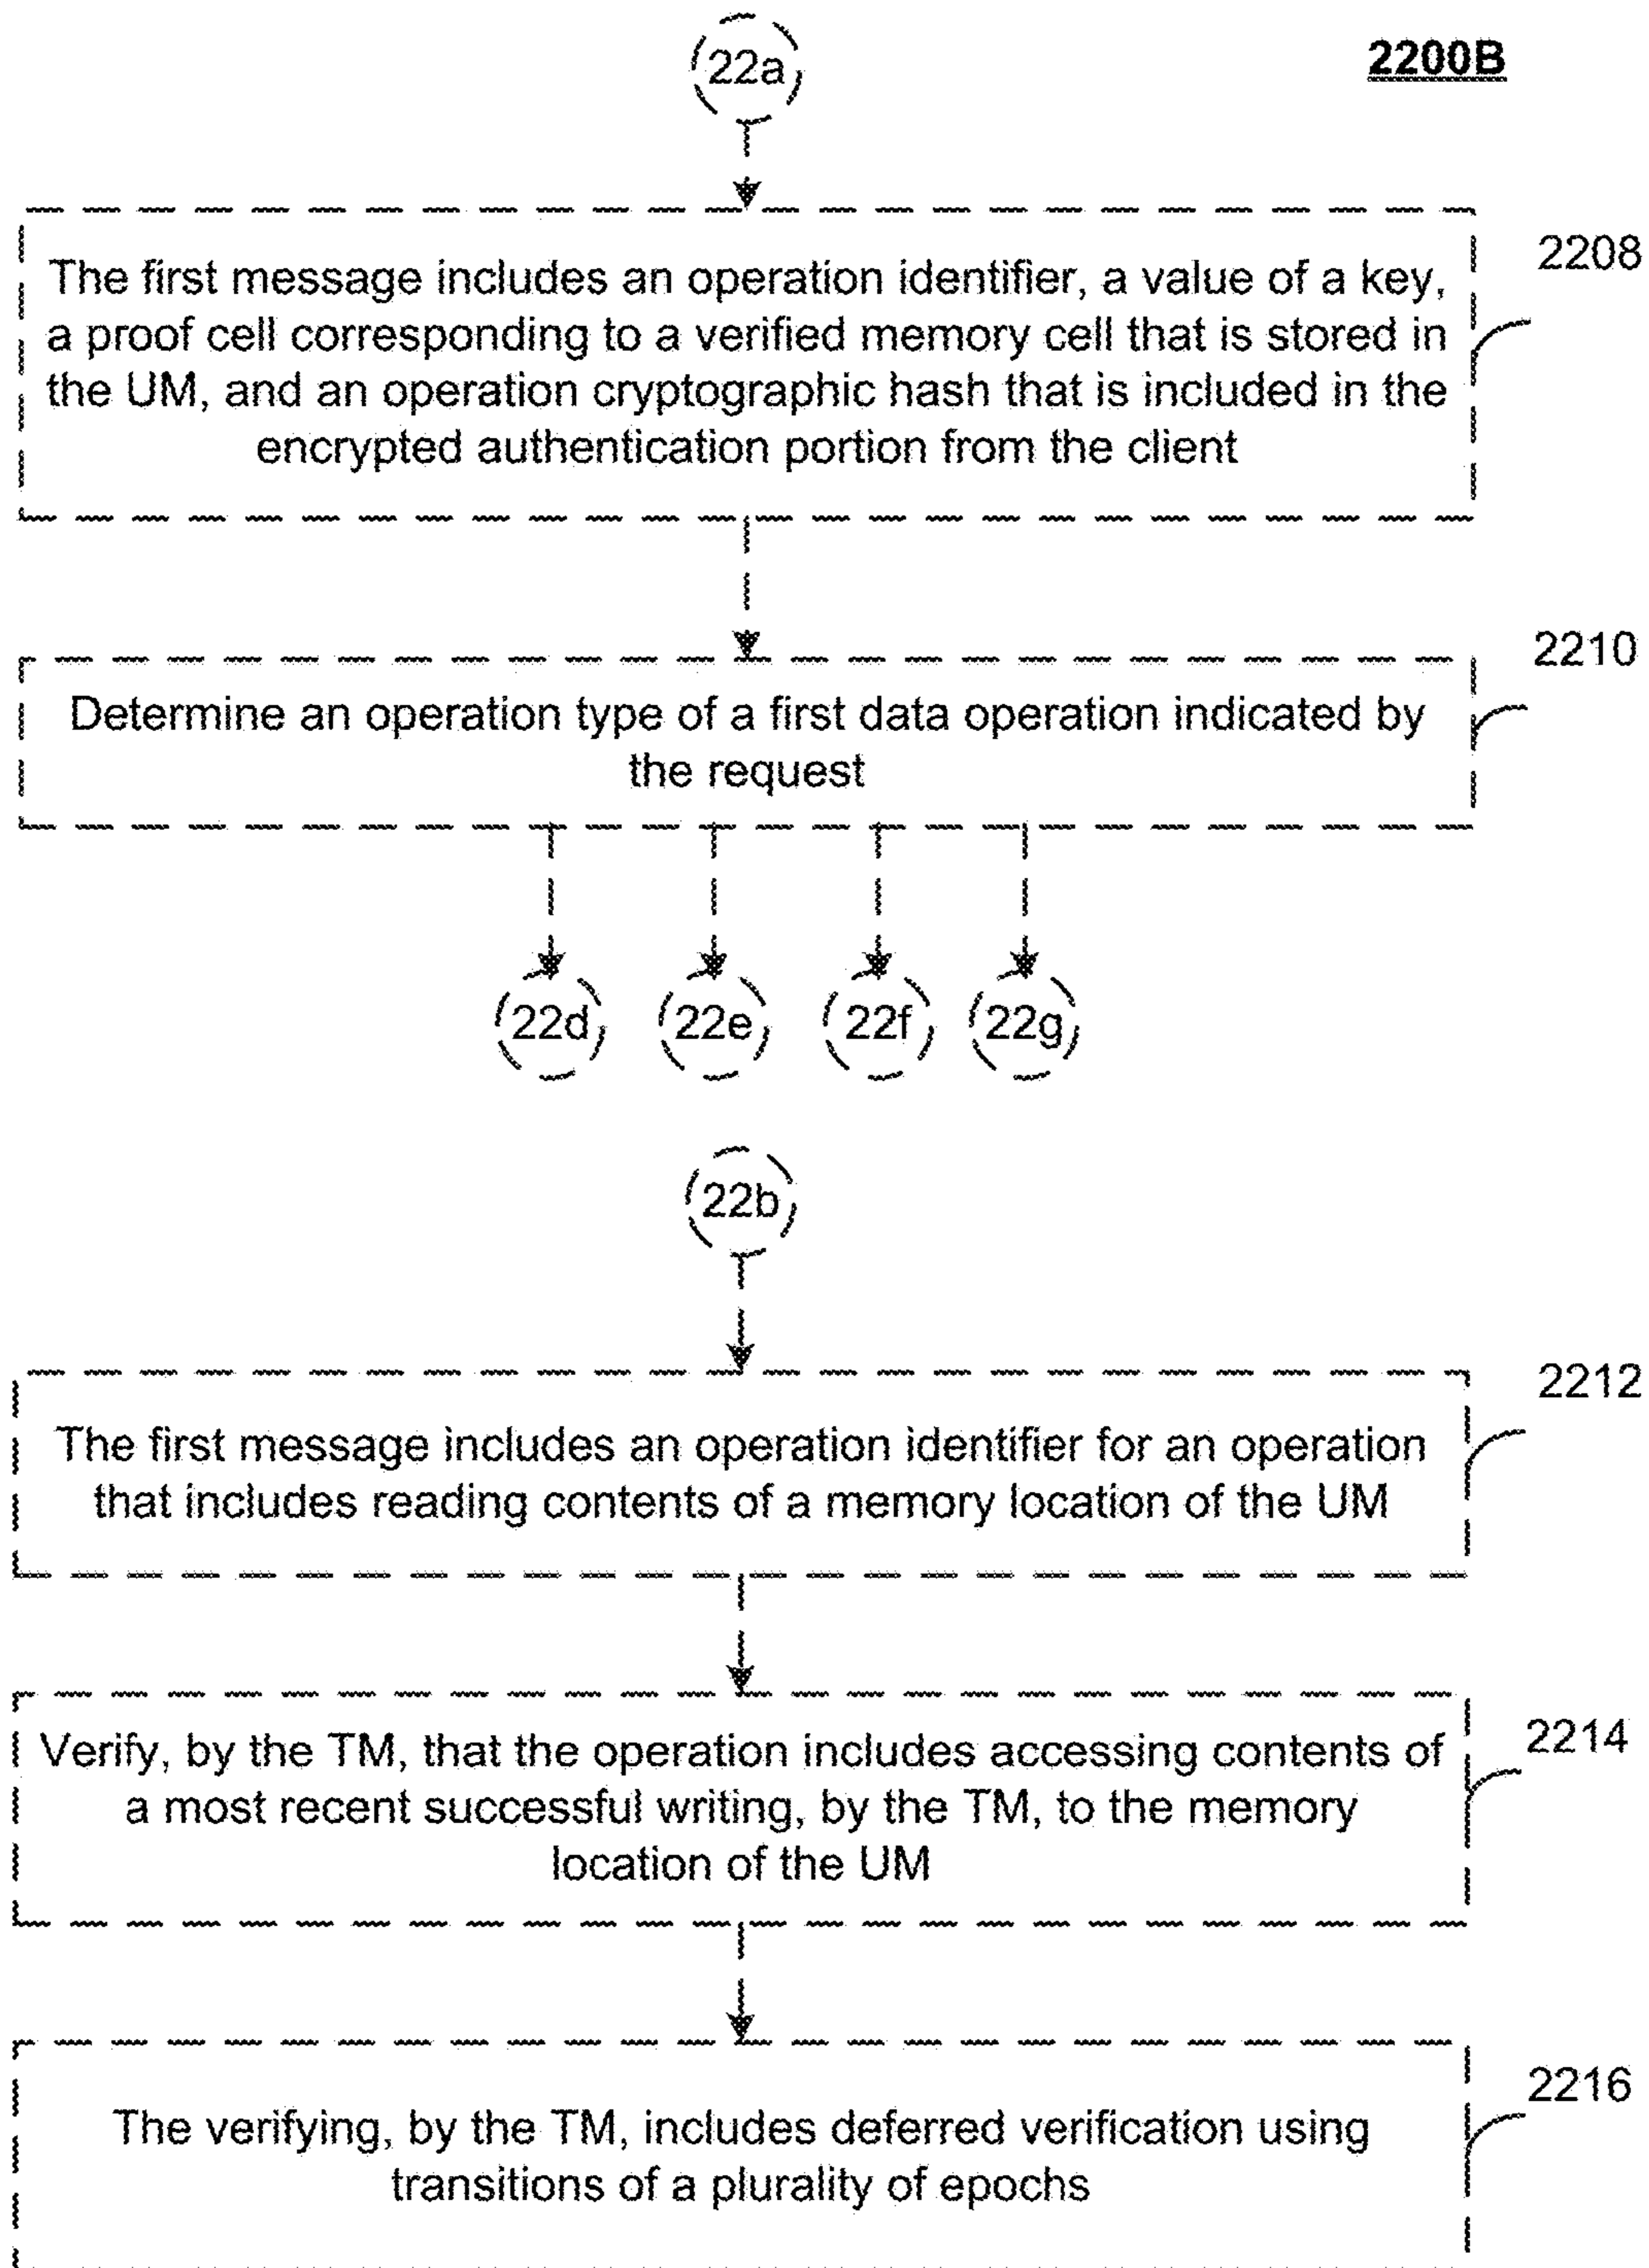 22a
2200B
2208
The first message includes an operation identifier, a value of a key,
a proof cell corresponding to a verified memory cell that is stored in
the UM, and an operation cryptographic hash that is included in the
encrypted authentication portion from the client
2210
Determine an operation type of a first data operation indicated by
the request
22d 22e 22f 22g
22b
2212
The first message includes an operation identifier for an operation
that includes reading contents of a memory location of the UM
2214
Verify, by the TM, that the operation includes accessing contents of
a most recent successful writing, by the TM, to the memory
location of the UM
2216
The verifying, by the TM, includes deferred verification using
transitions of a plurality of epochs